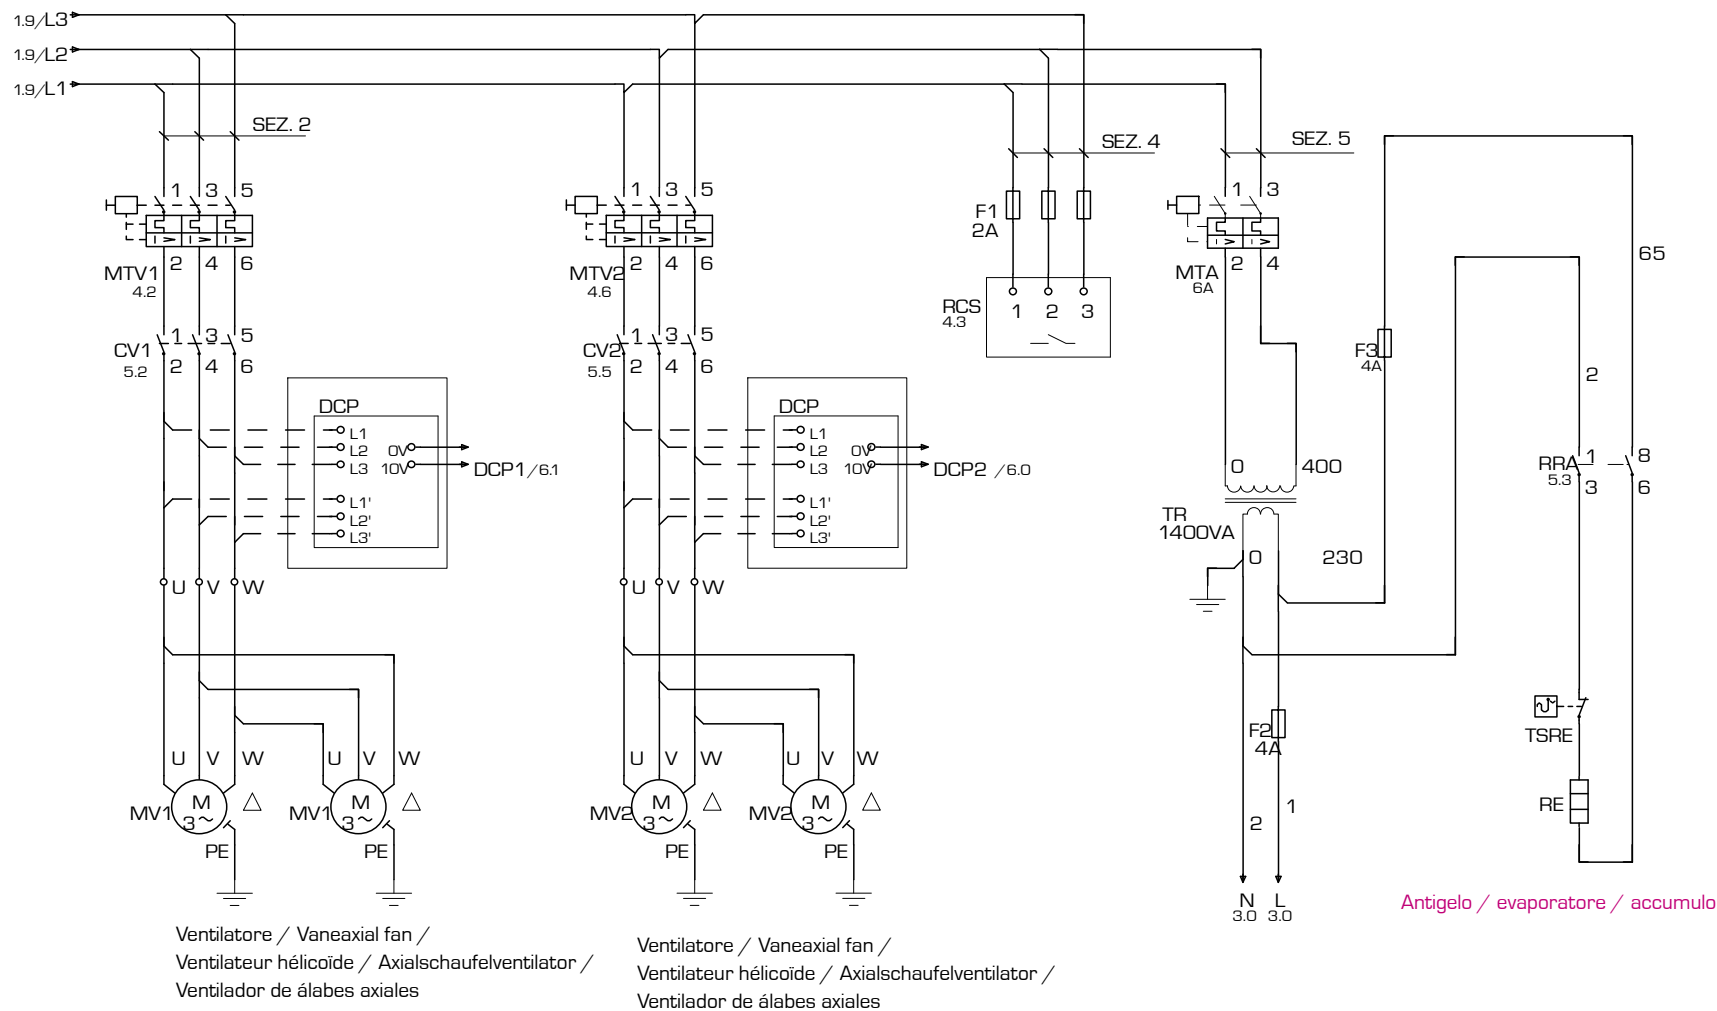 1.9/L3
1.9/L2
1.9/L1
SEZ. 2
SEZ. 4
SEZ. 5
1 3 5
1 3 5
1 3
F1
2A
MTV1
4.2
2 4 6
MTV2
4.6
2 4 6
MTA
6A
2 4
65
RCS
4.3
1 2 3
CV1
5.2
1 3 5
2 4 6
CV2
5.5
1 3 5
2 4 6
F3
4A
2
DCP
L1
L2
L3
0V
10V
DCP1/6.1
L1'
L2'
L3'
DCP
L1
L2
L3
0V
10V
DCP2 /6.0
L1'
L2'
L3'
0 400
RRA
5.3
1 8
3 6
TR
1400VA
0 230
U V W
U V W
F2
4A
TSRE
U V W
U V W
U V W
U V W
MV1 M 3~
MV1 M 3~
MV2 M 3~
MV2 M 3~
RE
1
2
PE
PE
PE
PE
N L
3.0 3.0
Antigelo / evaporatore / accumulo
Ventilatore / Vaneaxial fan /
Ventilateur hélicoïde / Axialschaufelventilator /
Ventilador de álabes axiales
Ventilatore / Vaneaxial fan /
Ventilateur hélicoïde / Axialschaufelventilator /
Ventilador de álabes axiales